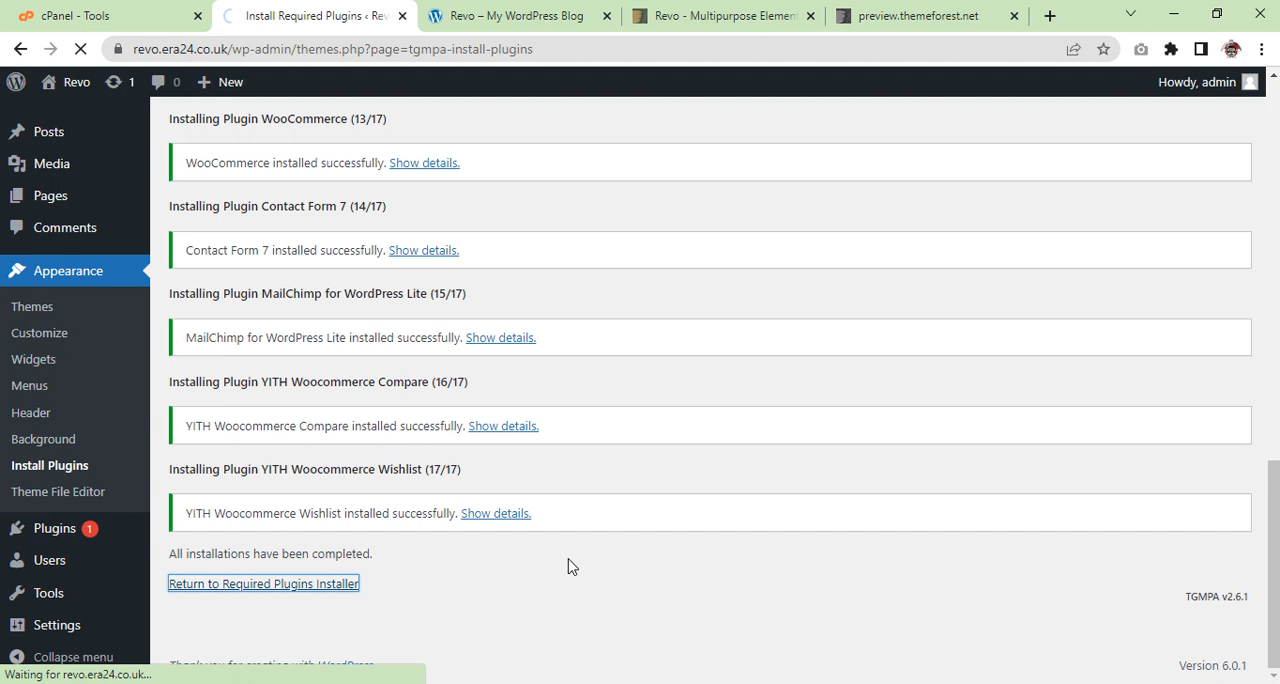 cPanel - Tools
Install Required Plugins ‹ Rev
Revo – My WordPress Blog
Revo - Multipurpose Element
preview.themeforest.net
revo.era24.co.uk/wp-admin/themes.php?page=tgmpa-install-plugins
Revo
1
0
New
Howdy, admin
Posts
Media
Pages
Comments
Appearance
Themes
Customize
Widgets
Menus
Header
Background
Install Plugins
Theme File Editor
Plugins 1
Users
Tools
Settings
Collapse menu
Installing Plugin WooCommerce (13/17)
WooCommerce installed successfully. Show details.
Installing Plugin Contact Form 7 (14/17)
Contact Form 7 installed successfully. Show details.
Installing Plugin MailChimp for WordPress Lite (15/17)
MailChimp for WordPress Lite installed successfully. Show details.
Installing Plugin YITH Woocommerce Compare (16/17)
YITH Woocommerce Compare installed successfully. Show details.
Installing Plugin YITH Woocommerce Wishlist (17/17)
YITH Woocommerce Wishlist installed successfully. Show details.
All installations have been completed.
Return to Required Plugins Installer
TGMPA v2.6.1
Thank you for creating with WordPress.
Version 6.0.1
Waiting for revo.era24.co.uk...